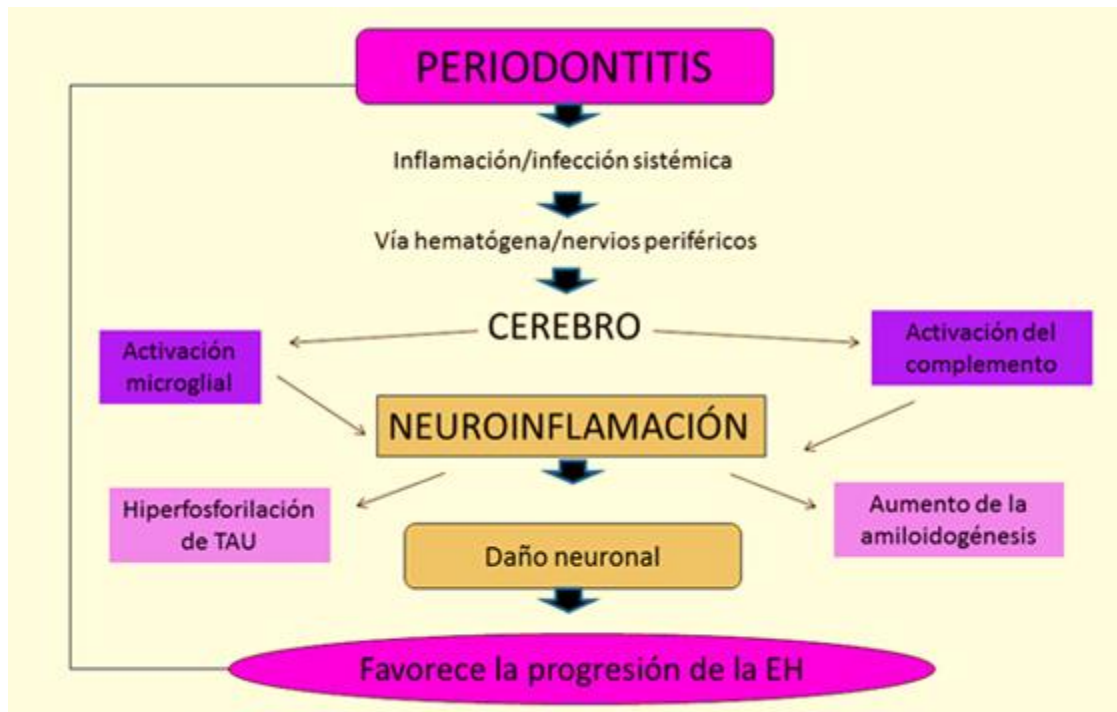 PERIODONTITIS
Inflamación/infección sistémica
Vía hematógena/nervios periféricos
CEREBRO
Activación
microglial
Activación del
complemento
NEUROINFLAMACIÓN
Hiperfosforilación
de TAU
Aumento de la
amiloidogénesis
Daño neuronal
Favorece la progresión de la EH